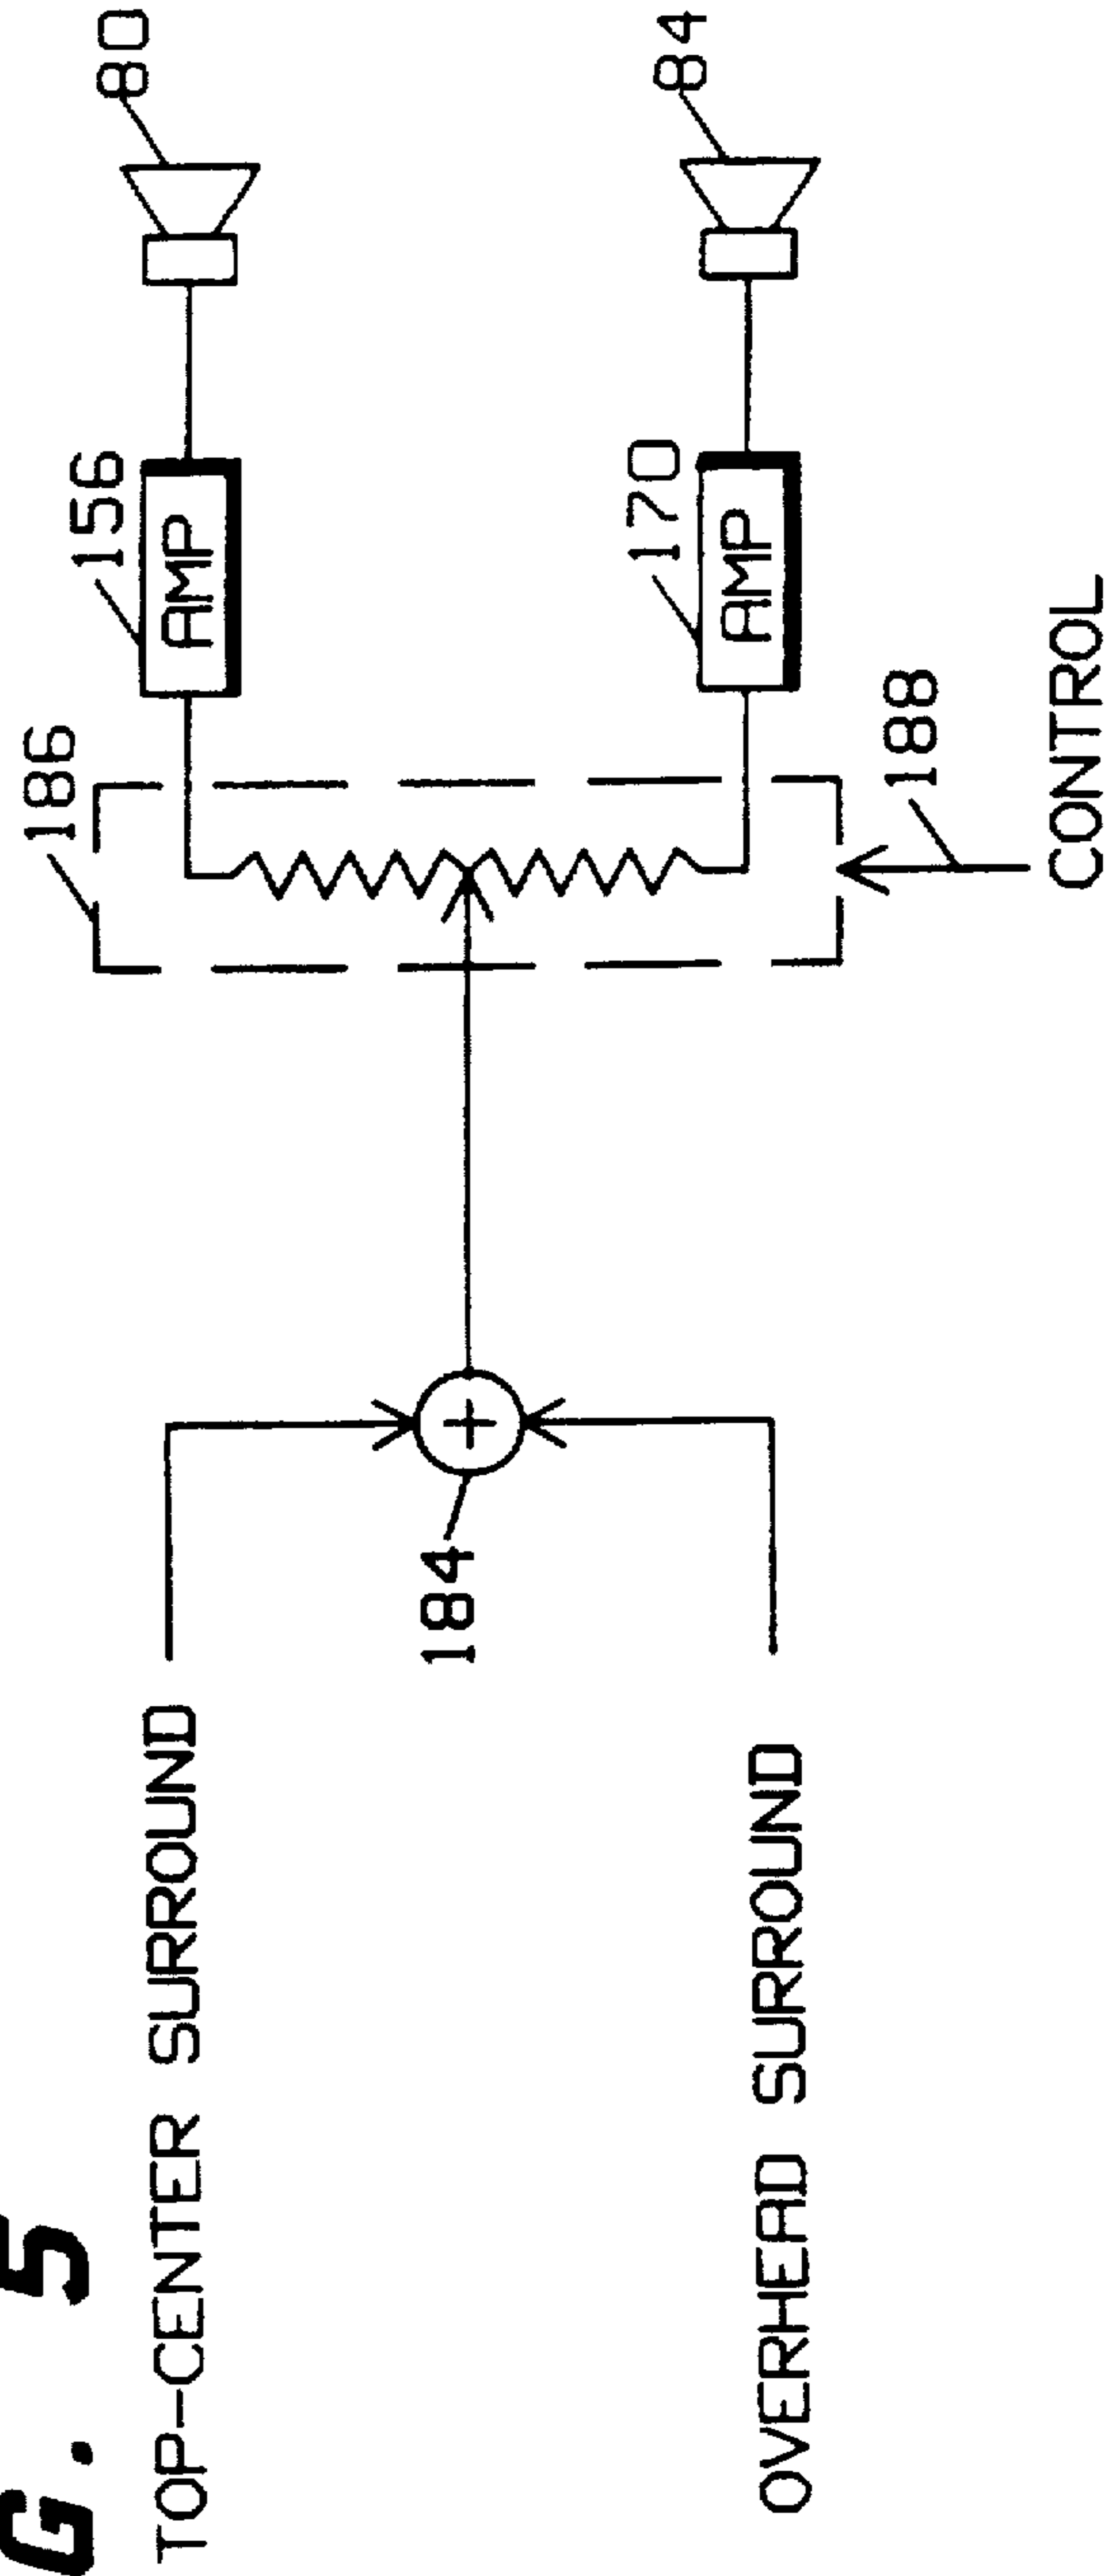 G. 5
TOP-CENTER SURROUND
OVERHEAD SURROUND
184
186
156
AMP
80
170
AMP
84
188
CONTROL